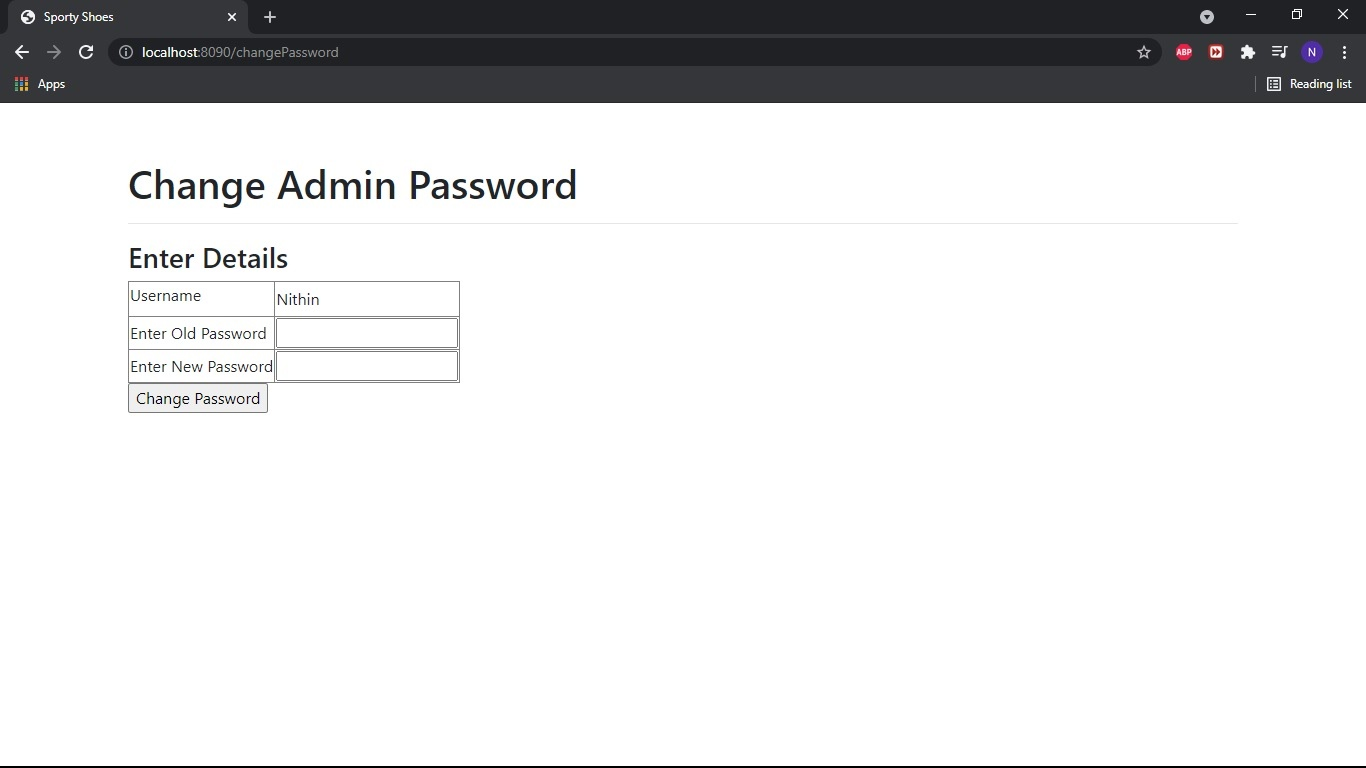 Sporty Shoes
localhost:8090/changePassword
ABP
N
Apps
Reading list
Change Admin Password
Enter Details
Username Nithin
Enter Old Password
Enter New Password
Change Password